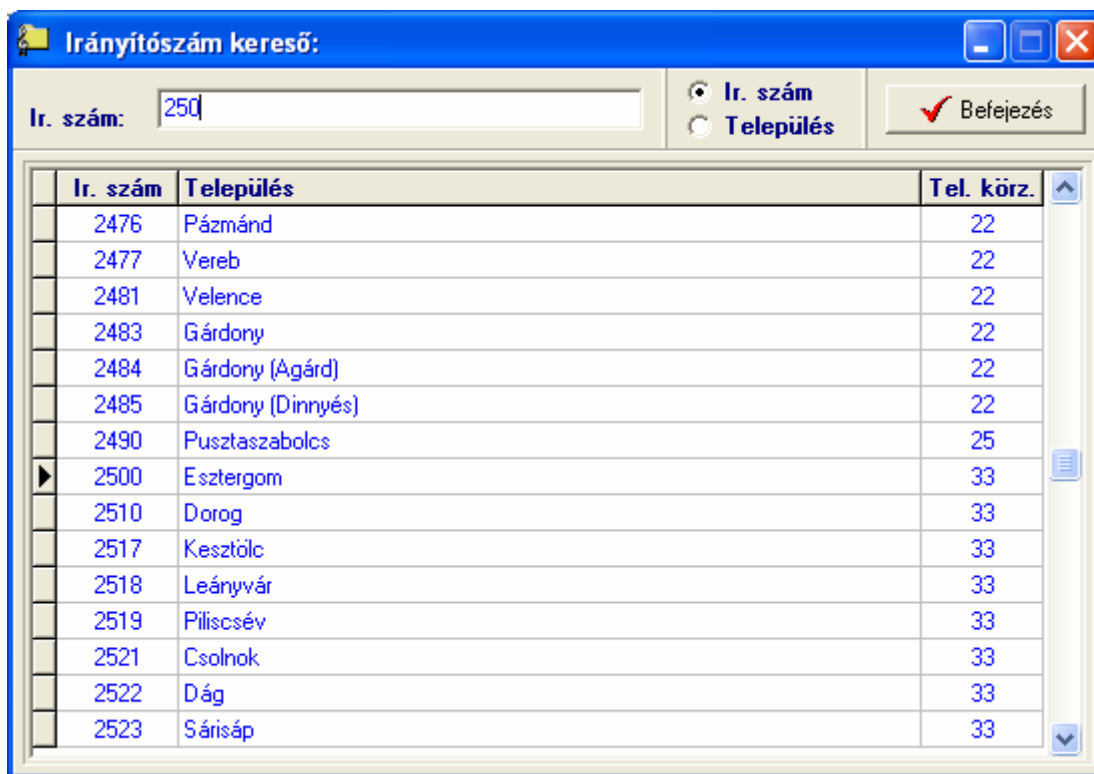 Irányítószám kereső:
Ir. szám: 250
Ir. szám
Település
Befejezés
Ir. szám Település Tel. körz.
2476 Pázmánd 22
2477 Vereb 22
2481 Velence 22
2483 Gárdony 22
2484 Gárdony (Agárd) 22
2485 Gárdony (Dinnyés) 22
2490 Pusztaszabolcs 25
2500 Esztergom 33
2510 Dorog 33
2517 Kesztölc 33
2518 Leányvár 33
2519 Piliscsév 33
2521 Csolnok 33
2522 Dág 33
2523 Sárisáp 33